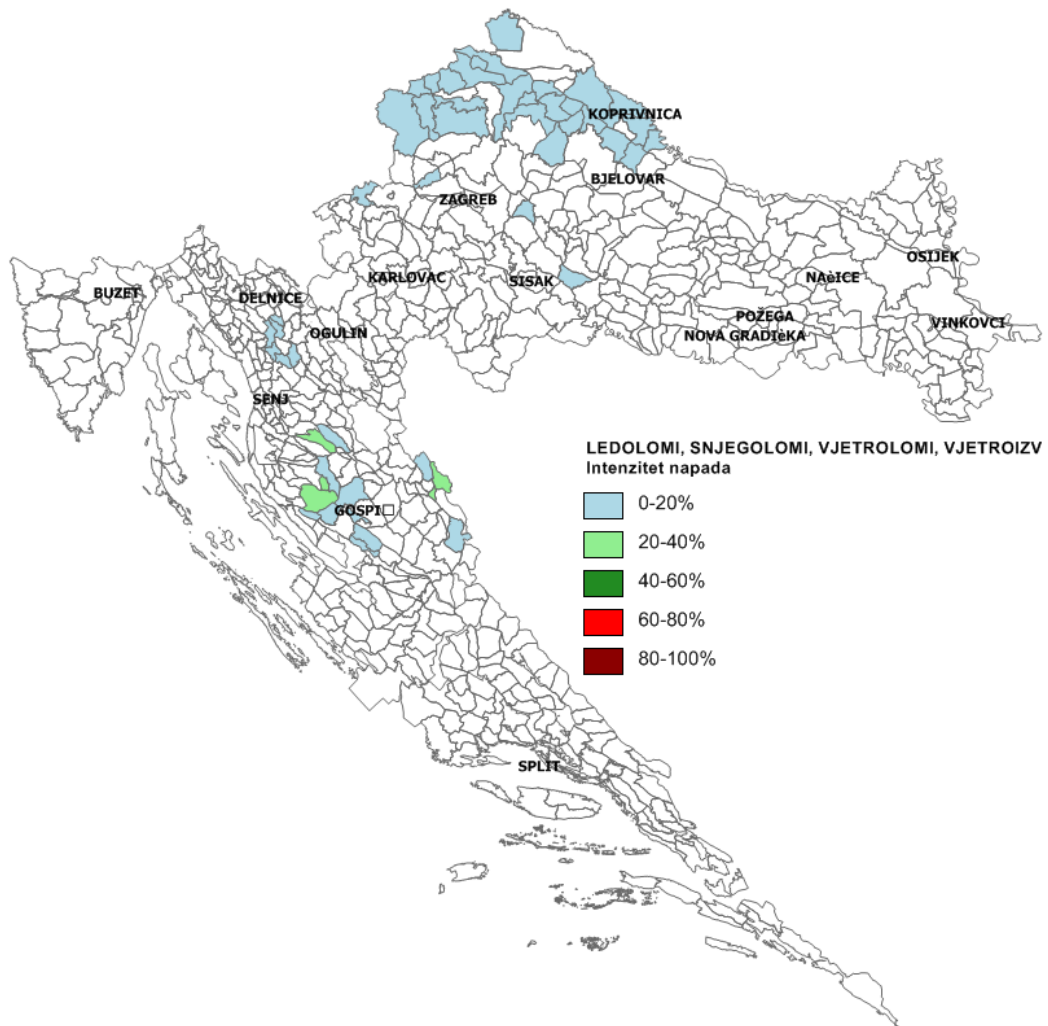 KOPRIVNICA
BJELOVAR
ZAGREB
OSIJEK
KARLOVAC
SISAK
NAèICE
BUZET
DELNICE
POŽEGA
VINKOVCI
OGULIN
NOVA GRADIèKA
SENJ
LEDOLOMI, SNJEGOLOMI, VJETROLOMI, VJETROIZV
Intenzitet napada
0-20%
GOSPI□
20-40%
40-60%
60-80%
80-100%
SPLIT